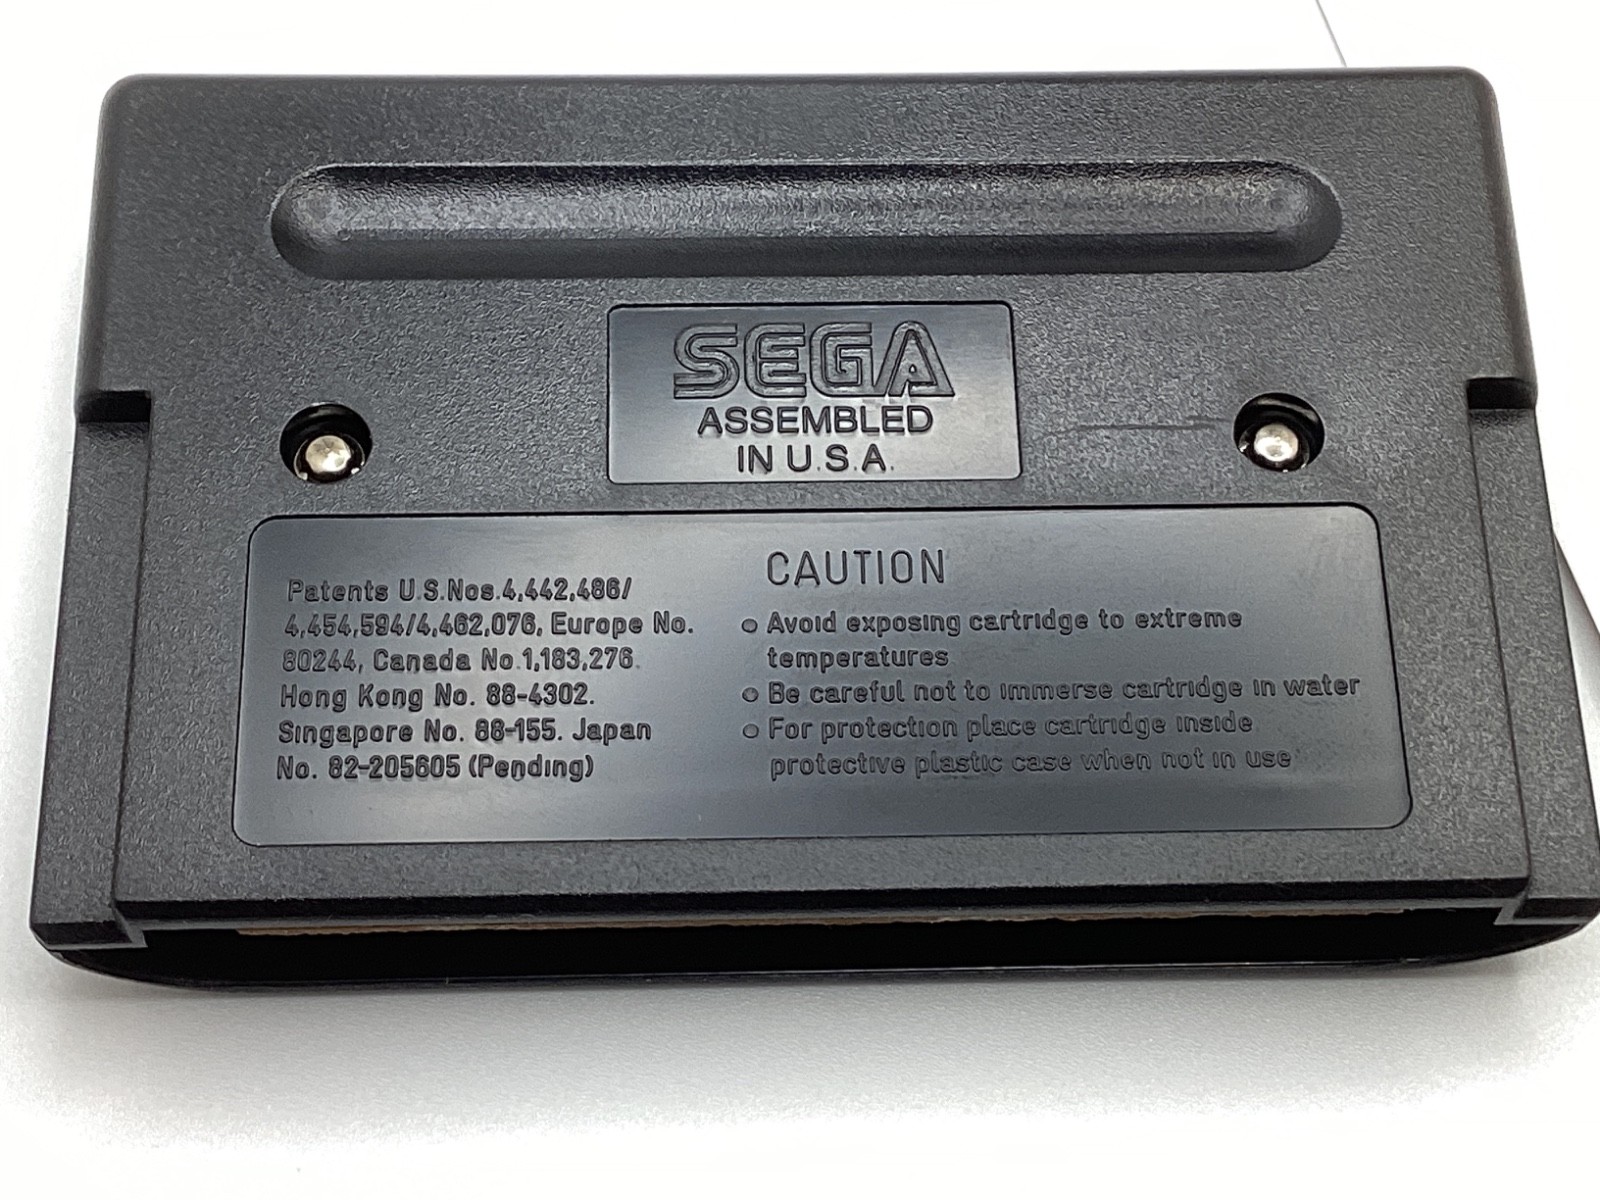 SEGA
ASSEMBLED
IN U.S.A.
Patents U.S.Nos.4,442,486/
4,454,594/4,462,076, Europe No.
80244, Canada No.1,183,276.
Hong Kong No. 88-4302.
Singapore No. 88-155. Japan
No. 82-205605 (Pending)
CAUTION
o Avoid exposing cartridge to extreme
temperatures
o Be careful not to immerse cartridge in water
o For protection place cartridge inside
protective plastic case when not in use